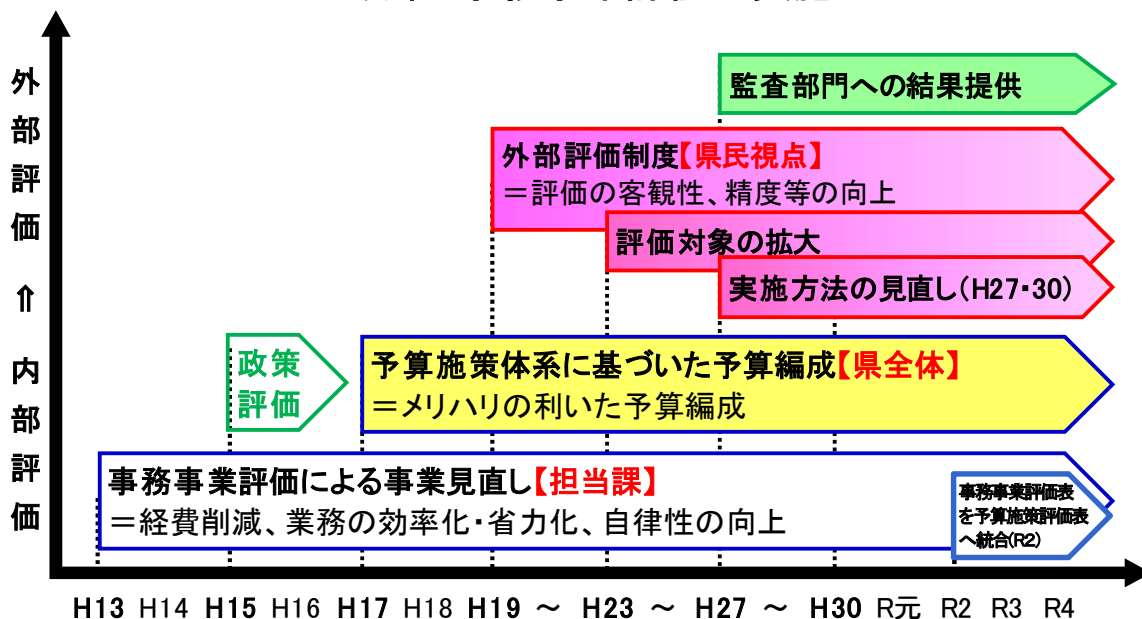 監査部門への結果提供
外部評価制度【県民視点】
＝評価の客観性、精度等の向上
評価対象の拡大
実施方法の見直し（H27・30）
政策
評価
予算施策体系に基づいた予算編成【県全体】
＝メリハリの利いた予算編成
事務事業評価による事業見直し【担当課】
＝経費削減、業務の効率化・省力化、自律性の向上
事務事業評価表
を予算施策評価表
へ統合(R2)
外部評価 ⇑ 内部評価
H13 H14 H15 H16 H17 H18 H19 ～ H23 ～ H27 ～ H30 R元 R2 R3 R4